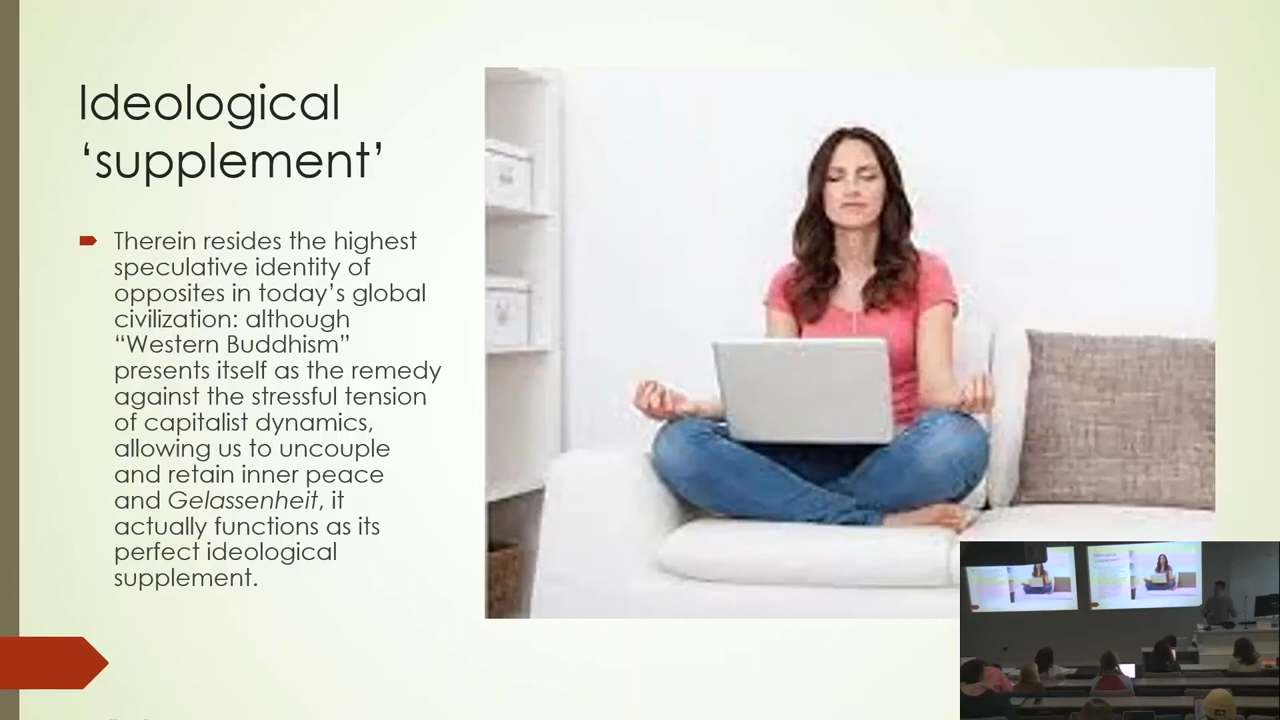 Ideological
‘supplement’
Therein resides the highest
speculative identity of
opposites in today’s global
civilization: although
“Western Buddhism”
presents itself as the remedy
against the stressful tension
of capitalist dynamics,
allowing us to uncouple
and retain inner peace
and Gelassenheit, it
actually functions as its
perfect ideological
supplement.